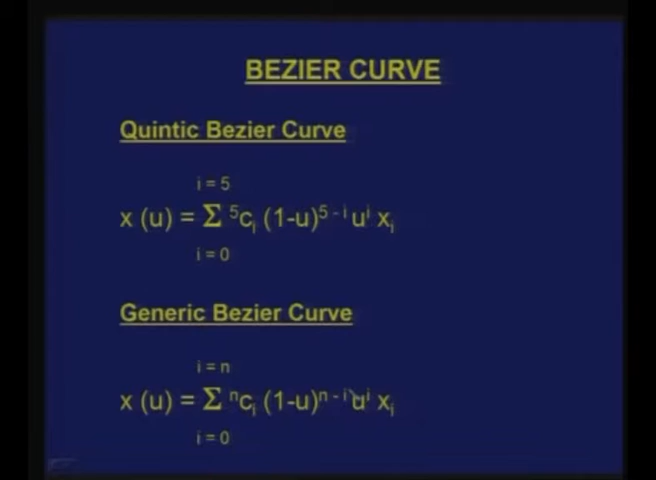 BEZIER CURVE
Quintic Bezier Curve
i = 5
x (u) = Σ ⁵cᵢ (1-u)⁵ ⁻ ⁱ uⁱ xᵢ
i = 0
Generic Bezier Curve
i = n
x (u) = Σ ⁿcᵢ (1-u)ⁿ ⁻ ⁱ uⁱ xᵢ
i = 0